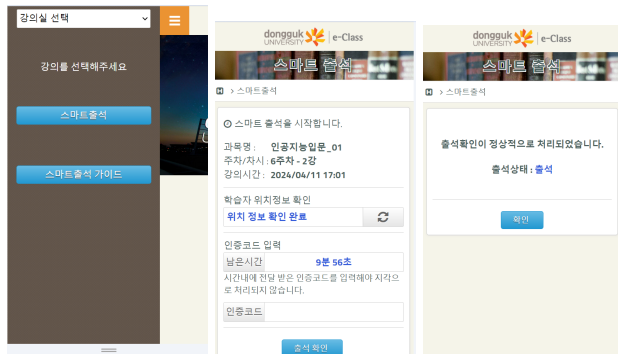 강의실 선택
강의를 선택해주세요
스마트출석
스마트출석 가이드
dongguk UNIVERSITY e-Class
스마트 출석
> 스마트출석
스마트 출석을 시작합니다.
과목명 : 인공지능입문_01
주차/차시 : 6주차 - 2강
강의시간 : 2024/04/11 17:01
학습자 위치정보 확인
위치 정보 확인 완료
인증코드 입력
남은시간 9분 56초
시간내에 전달 받은 인증코드를 입력해야 지각으
로 처리되지 않습니다.
인증코드
출석 확인
dongguk UNIVERSITY e-Class
스마트 출석
> 스마트출석
출석확인이 정상적으로 처리되었습니다.
출석상태 : 출석
확인